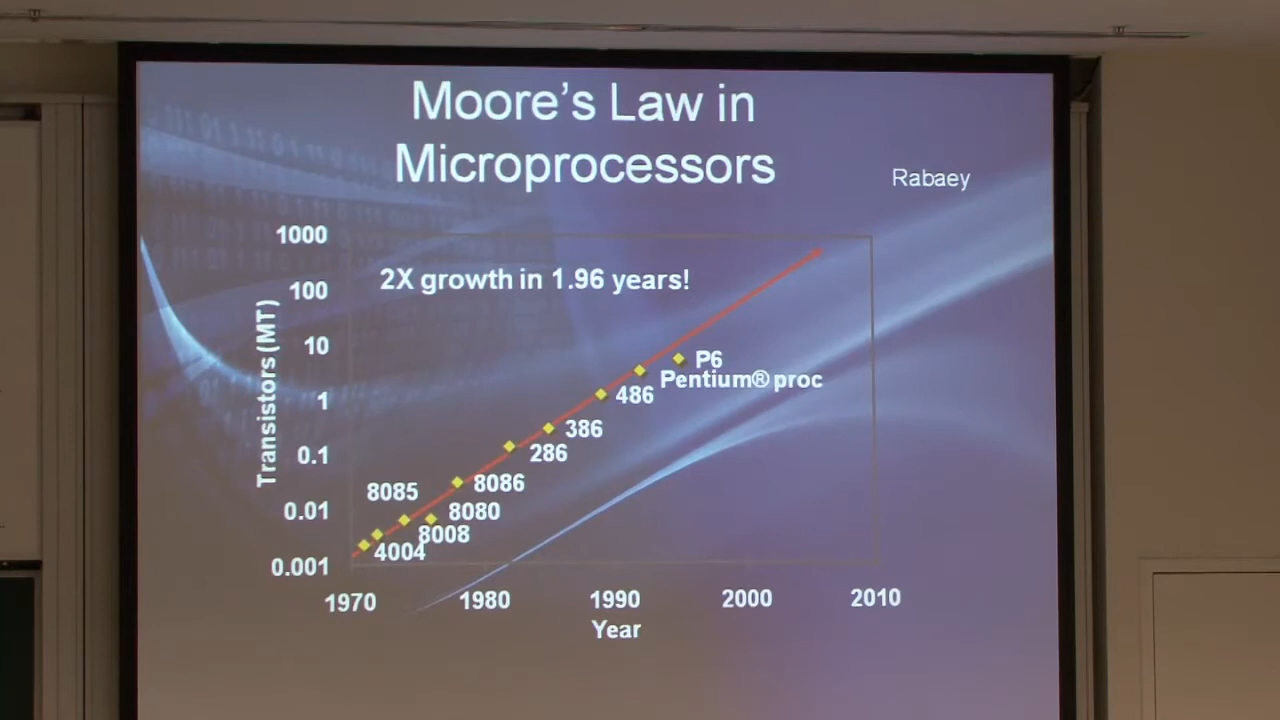 Moore's Law in
Microprocessors
Rabaey
1000
2X growth in 1.96 years!
100
10
1
0.1
0.01
0.001
Transistors (MT)
P6
Pentium® proc
486
386
286
8086
8085
8080
8008
4004
1970
1980
1990
2000
2010
Year